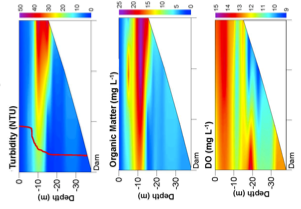 50 40 30 20 10 0
Turbidity (NTU)
0
-10
-20
-30
Depth (m)
Dam
25 20 15 10 5 0
Organic Matter (mg L⁻¹)
0
-10
-20
-30
Depth (m)
Dam
15 14 13 12 11 10 9
DO (mg L⁻¹)
0
-10
-20
-30
Depth (m)
Dam